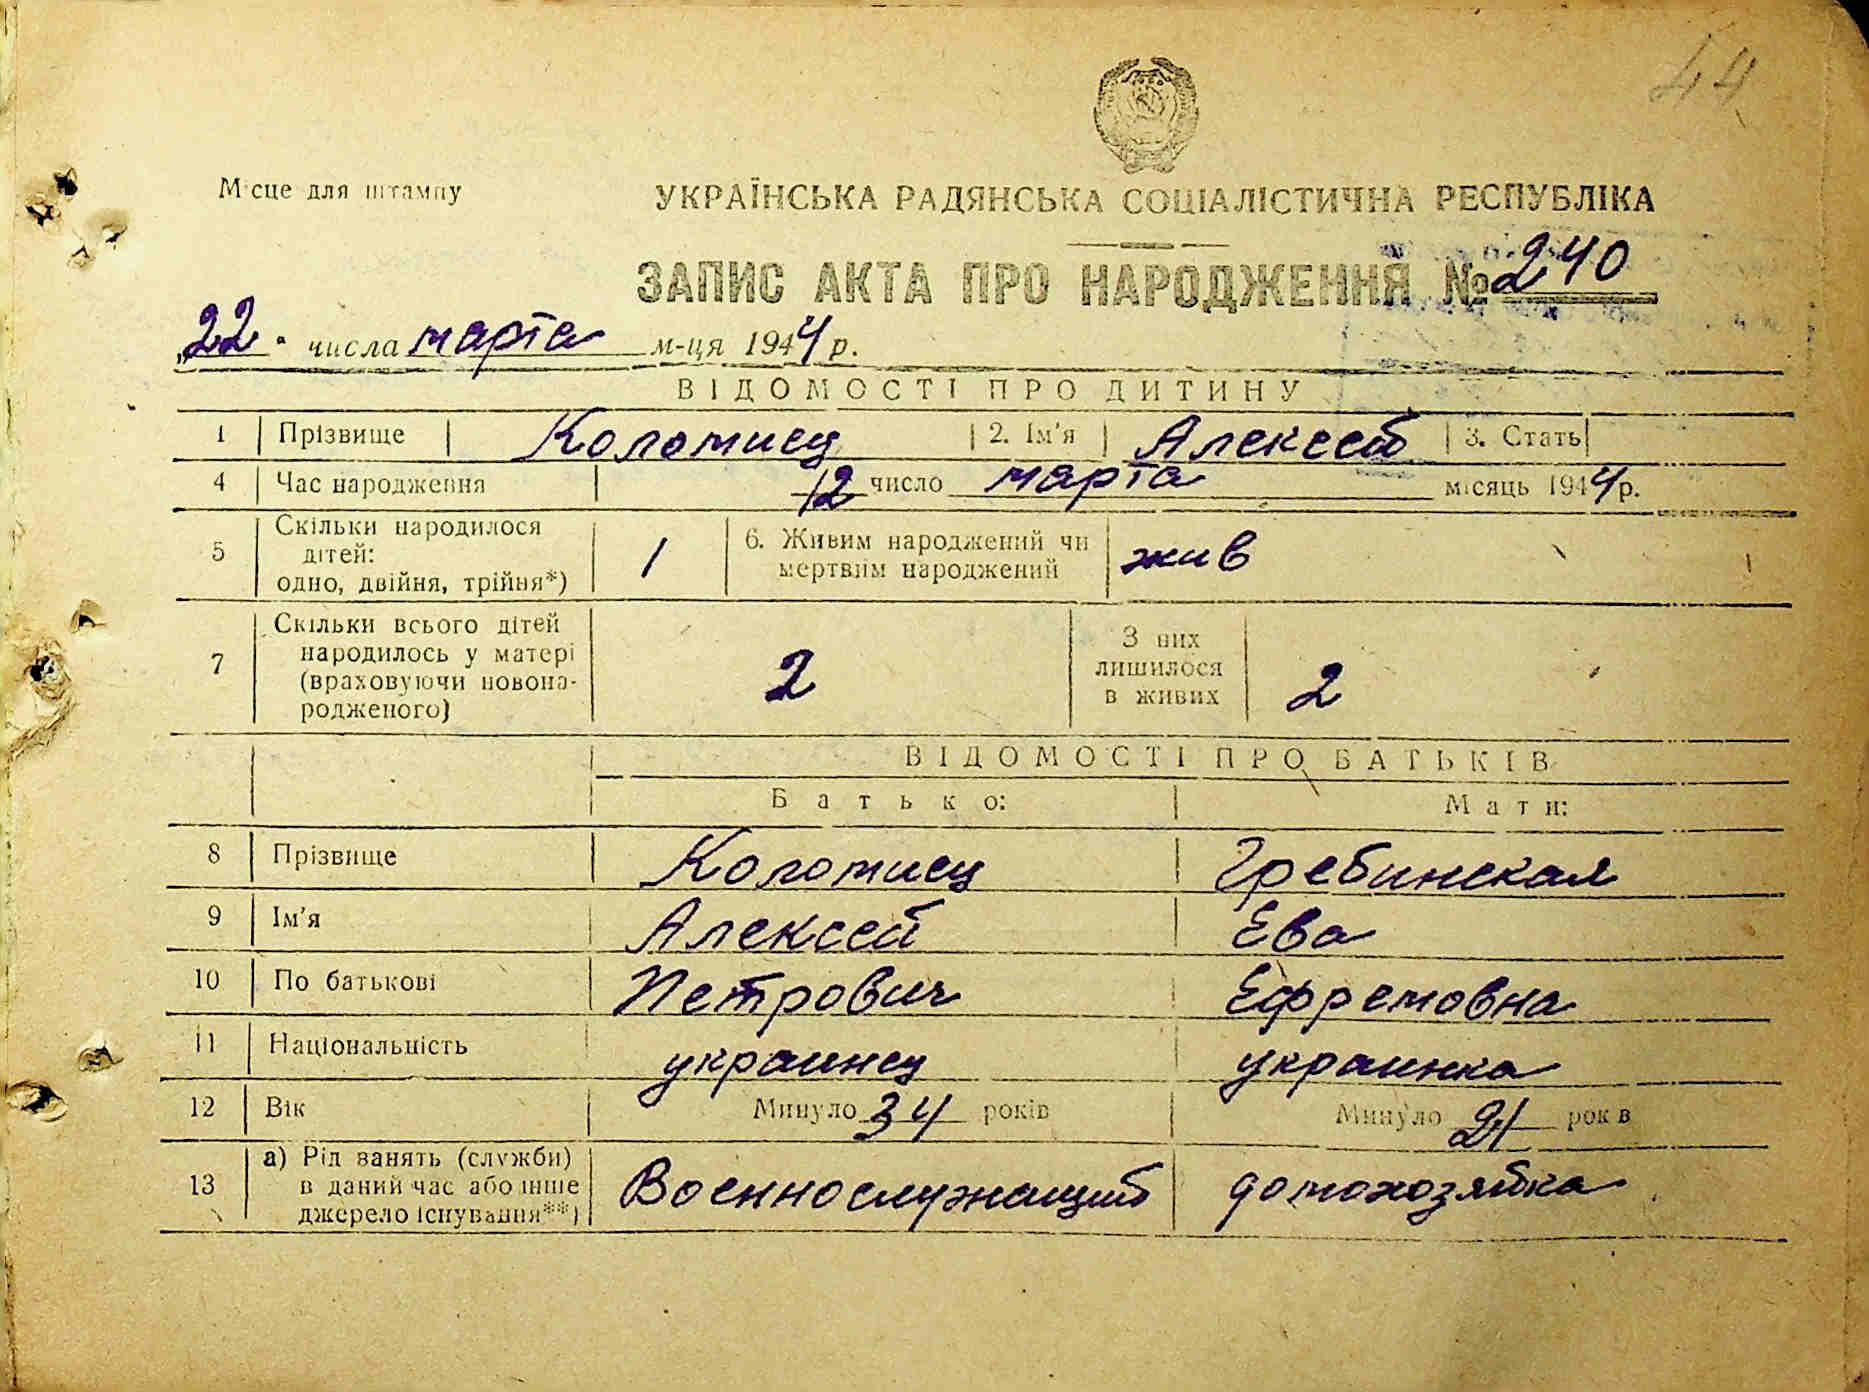 44
Місце для штампу
УКРАЇНСЬКА РАДЯНСЬКА СОЦІАЛІСТИЧНА РЕСПУБЛІКА
ЗАПИС АКТА ПРО НАРОДЖЕННЯ № 240
„22" числа марта м-ця 1944 р.
ВІДОМОСТІ ПРО ДИТИНУ
1 Прізвище Коломиец 2. Ім'я Алексей 3. Стать
4 Час народження 12 число марта місяць 1944 р.
5 Скільки народилося дітей: одно, двійня, трійня*) 1 6. Живим народжений чи мертвим народжений жив
7 Скільки всього дітей народилось у матері (враховуючи новонародженого) 2 З них лишилося в живих 2
ВІДОМОСТІ ПРО БАТЬКІВ
Батько: Мати:
8 Прізвище Коломиец Гребинская
9 Ім'я Алексей Ева
10 По батькові Петрович Ефремовна
11 Національність украинец украинка
12 Вік Минуло 34 років Минуло 21 років
13 а) Рід занять (служби) в даний час або інше джерело існування**) Военнослужащий домохозяйка